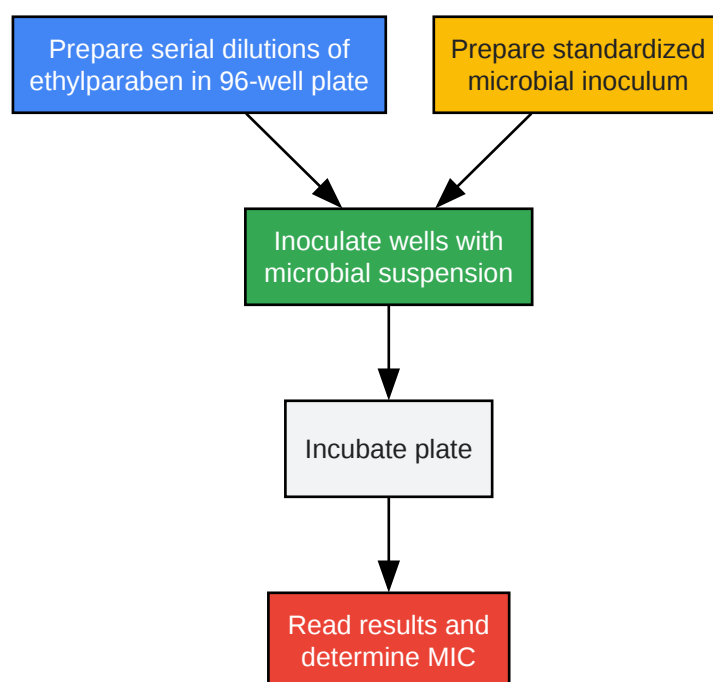 Prepare serial dilutions of
ethylparaben in 96-well plate
Prepare standardized
microbial inoculum
Inoculate wells with
microbial suspension
Incubate plate
Read results and
determine MIC